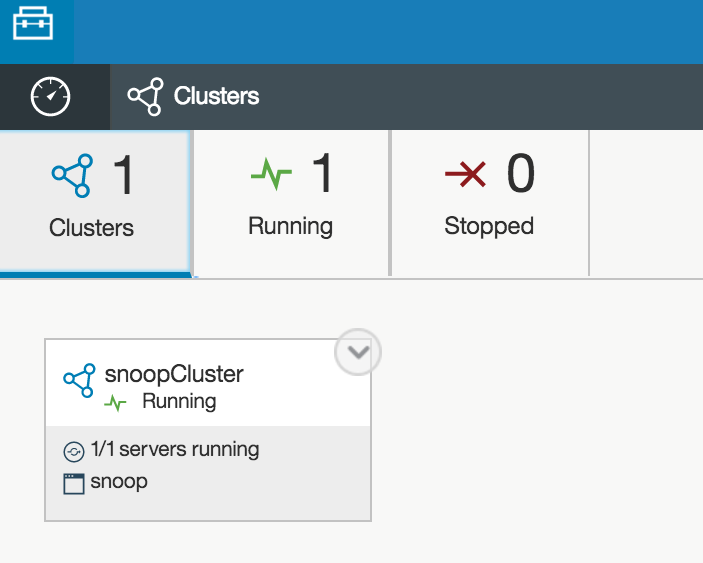 Clusters
1
Clusters
1
Running
0
Stopped
snoopCluster
Running
1/1 servers running
snoop